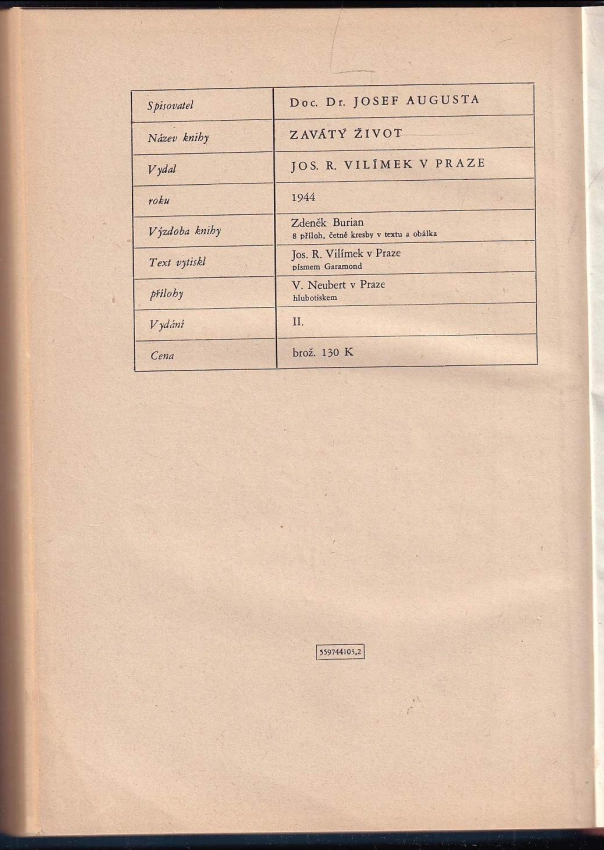 Spisovatel Doc. Dr. JOSEF AUGUSTA
Název knihy ZAVÁTÝ ŽIVOT
Vydal JOS. R. VILÍMEK V PRAZE
roku 1944
Výzdoba knihy Zdeněk Burian
8 příloh, četné kresby v textu a obálka
Text vytiskl Jos. R. Vilímek v Praze
písmem Garamond
přílohy V. Neubert v Praze
hlubotiskem
Vydání II.
Cena brož. 130 K
559744105,2